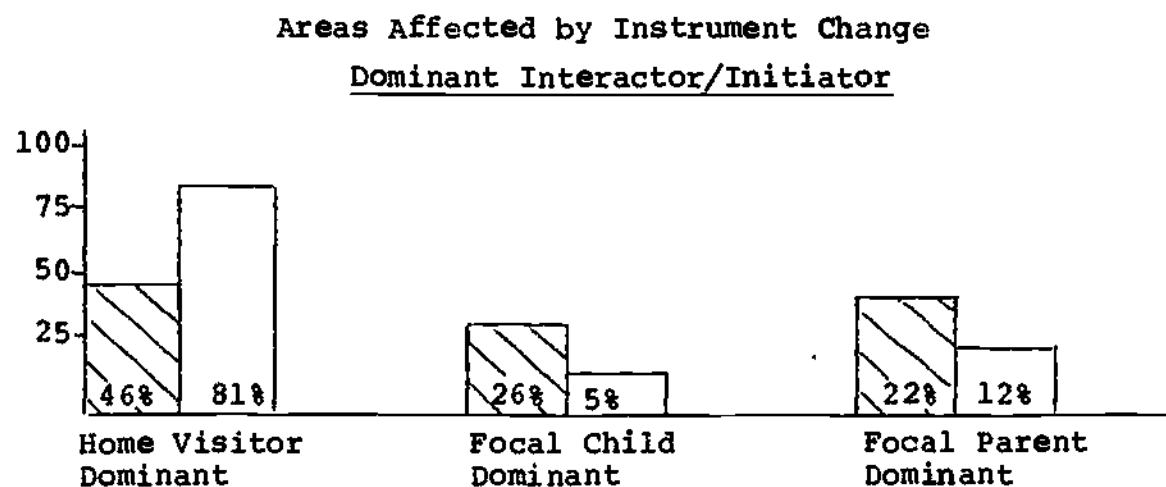 Areas Affected by Instrument Change
Dominant Interactor/Initiator
100
75
50
25
46% 81% 26% 5% 22% 12%
Home Visitor Focal Child Focal Parent
Dominant Dominant Dominant